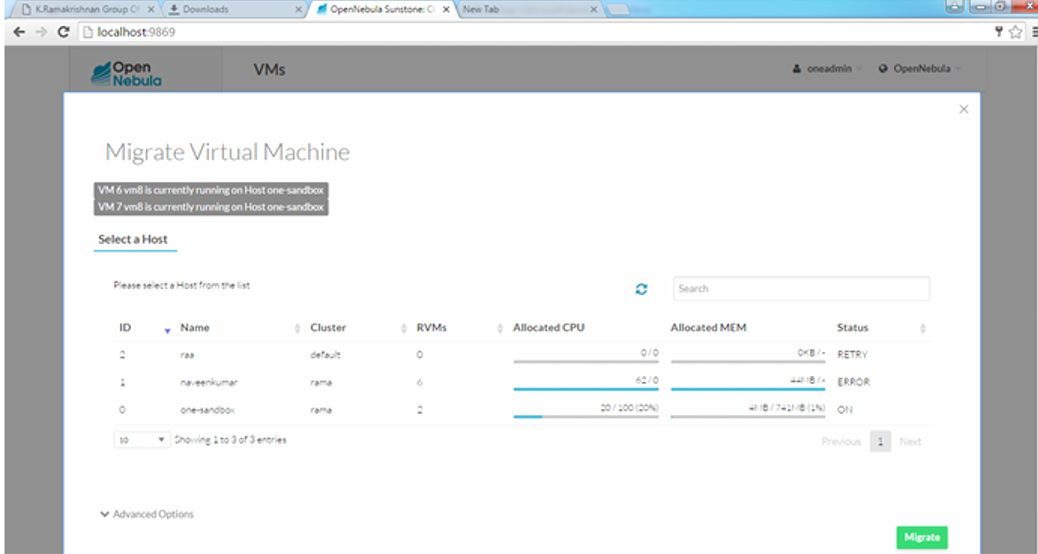 K.Ramakrishnan Group Of
Downloads
OpenNebula Sunstone: Cl
New Tab
localhost:9869
Open
Nebula
VMs
oneadmin
OpenNebula
Migrate Virtual Machine
VM 6 vm8 is currently running on Host one-sandbox
VM 7 vm8 is currently running on Host one-sandbox
Select a Host
Please select a Host from the list
Search
ID Name Cluster RVMs Allocated CPU Allocated MEM Status
2 raa default 0 0 / 0 0KB / - RETRY
1 naveenkumar rama 6 62 / 0 44MB / - ERROR
0 one-sandbox rama 2 20 / 100 (20%) 4MB / 741MB (1%) ON
10 Showing 1 to 3 of 3 entries
Previous 1 Next
Advanced Options
Migrate